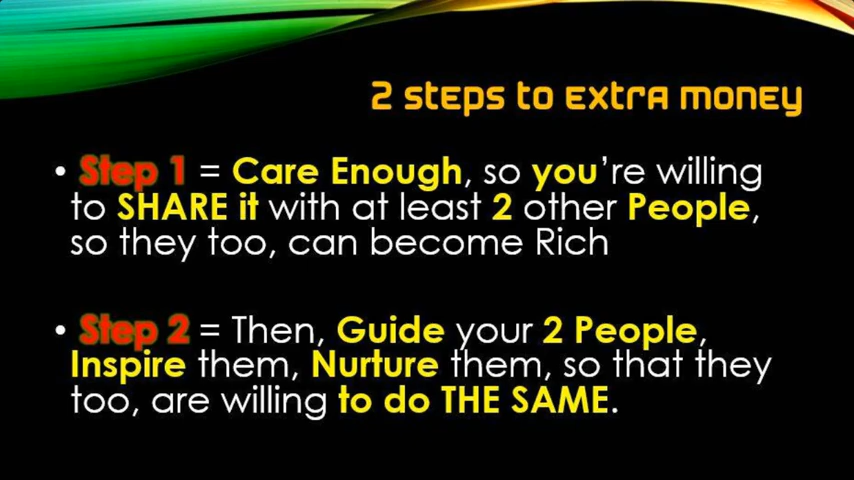 2 steps to extra money
• Step 1 = Care Enough, so you're willing
to SHARE it with at least 2 other People,
so they too, can become Rich
• Step 2 = Then, Guide your 2 People,
Inspire them, Nurture them, so that they
too, are willing to do THE SAME.